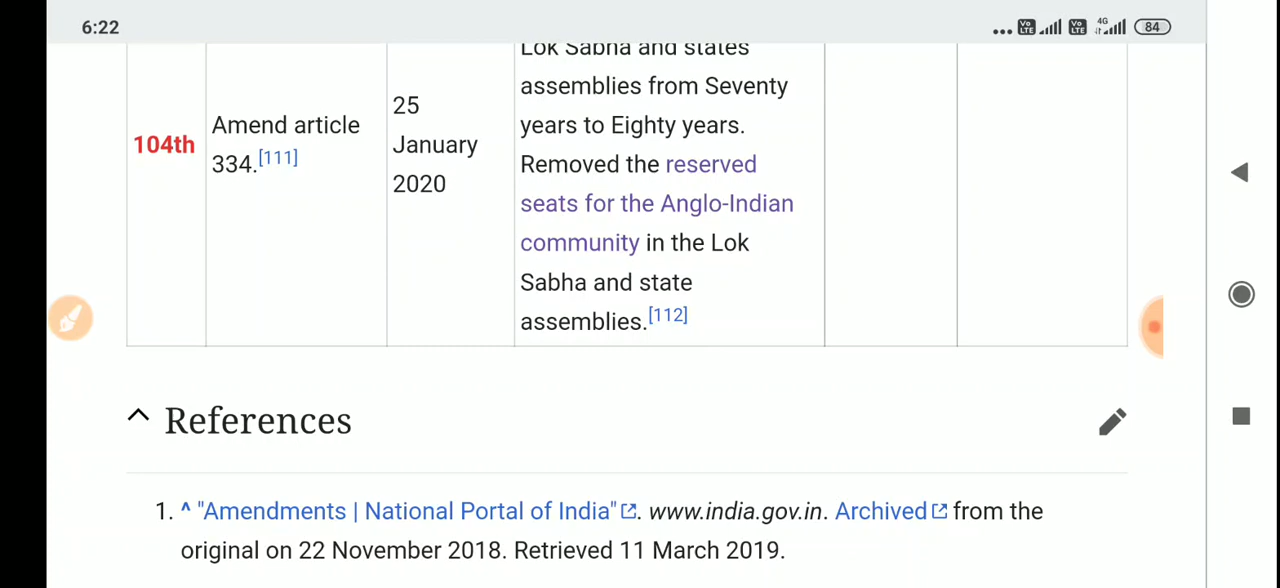 6:22
4G
84
Lok Sabha and states
assemblies from Seventy
years to Eighty years.
Removed the reserved
seats for the Anglo-Indian
community in the Lok
Sabha and state
assemblies.[112]
104th
Amend article
334.[111]
25
January
2020
^ References
1. ^ "Amendments | National Portal of India". www.india.gov.in. Archived from the
original on 22 November 2018. Retrieved 11 March 2019.